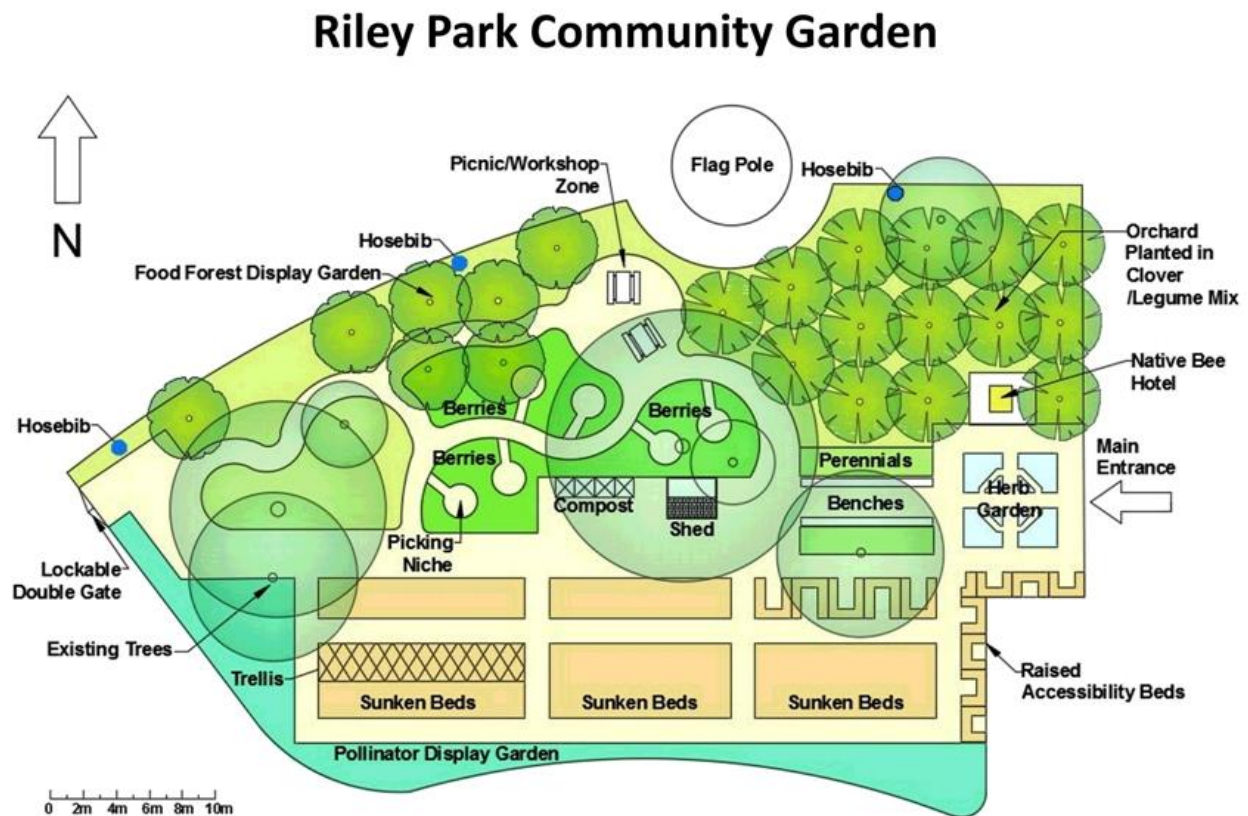 Riley Park Community Garden
N
Picnic/Workshop
Zone
Flag Pole
Hosebib
Hosebib
Food Forest Display Garden
Orchard
Planted in
Clover
/Legume Mix
Native Bee
Hotel
Hosebib
Berries
Berries
Berries
Perennials
Main
Entrance
Herb
Garden
Benches
Compost
Shed
Picking
Niche
Lockable
Double Gate
Existing Trees
Trellis
Sunken Beds
Sunken Beds
Sunken Beds
Raised
Accessibility Beds
Pollinator Display Garden
0 2m 4m 6m 8m 10m